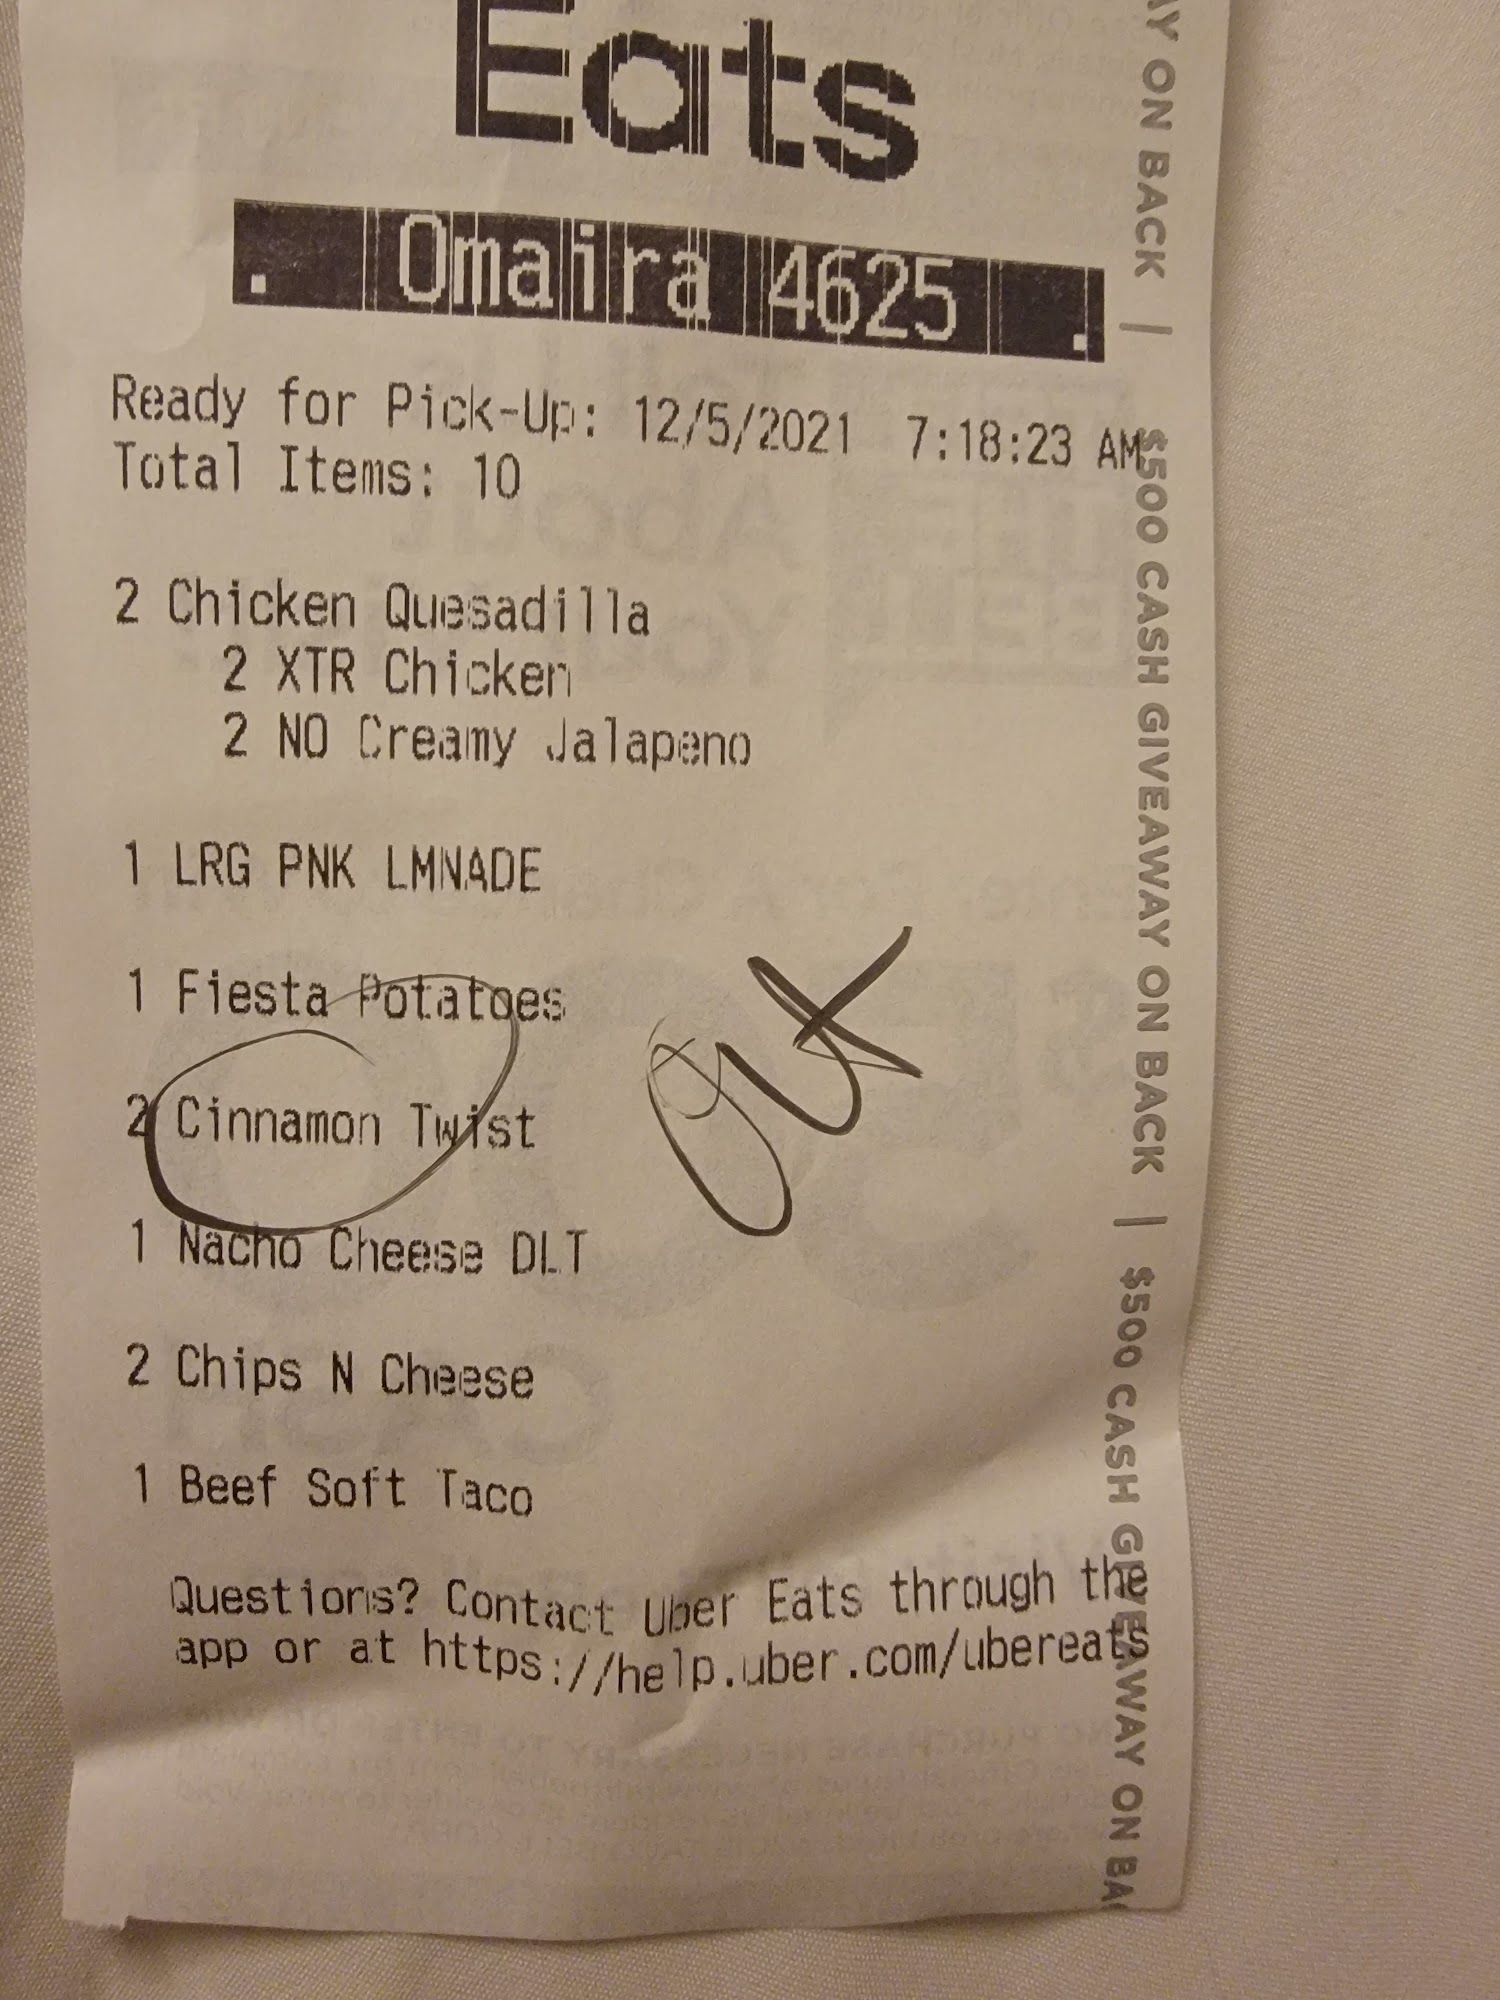 Eats
. Omaira 4625 .
Ready for Pick-Up: 12/5/2021 7:18:23 AM
Total Items: 10
2 Chicken Quesadilla
2 XTR Chicken
2 NO Creamy Jalapeno
1 LRG PNK LMNADE
1 Fiesta Potatoes
2 Cinnamon Twist
out
1 Nacho Cheese DLT
2 Chips N Cheese
1 Beef Soft Taco
Questions? Contact Uber Eats through the
app or at https://help.uber.com/ubereats
AY ON BACK | $500 CASH GIVEAWAY ON BACK | $500 CASH GIVEAWAY ON BA